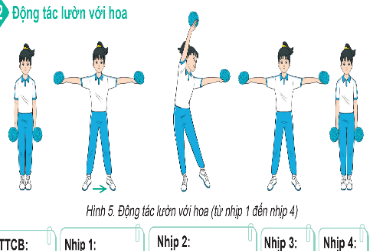 2 Động tác lườn với hoa
Hình 5. Động tác lườn với hoa (từ nhịp 1 đến nhịp 4)
TTCB: Nhịp 1: Nhịp 2: Nhịp 3: Nhịp 4: